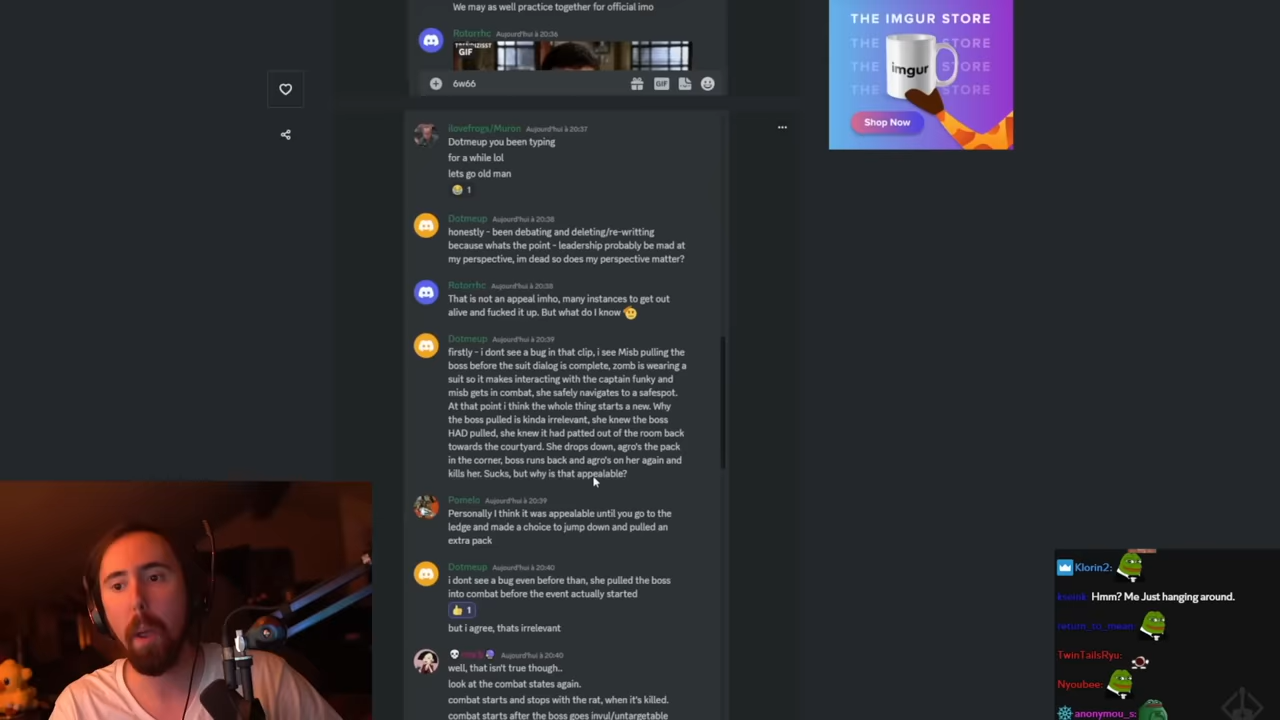 We may as well practice together for official imo
Rotorrhc Aujourd'hui à 20:36
GIF
6w66
GIF
ilovefrogs/Muron Aujourd'hui à 20:37
Dotmeup you been typing
for a while lol
lets go old man
1
Dotmeup Aujourd'hui à 20:38
honestly - been debating and deleting/re-writting
because whats the point - leadership probably be mad at
my perspective, im dead so does my perspective matter?
Rotorrhc Aujourd'hui à 20:38
That is not an appeal imho, many instances to get out
alive and fucked it up. But what do I know
Dotmeup Aujourd'hui à 20:39
firstly - i dont see a bug in that clip, i see Misb pulling the
boss before the suit dialog is complete, zomb is wearing a
suit so it makes interacting with the captain funky and
misb gets in combat, she safely navigates to a safespot.
At that point i think the whole thing starts a new. Why
the boss pulled is kinda irrelevant, she knew the boss
HAD pulled, she knew it had patted out of the room back
towards the courtyard. She drops down, agro's the pack
in the corner, boss runs back and agro's on her again and
kills her. Sucks, but why is that appealable?
Pomelo Aujourd'hui à 20:39
Personally I think it was appealable until you go to the
ledge and made a choice to jump down and pulled an
extra pack
Dotmeup Aujourd'hui à 20:40
i dont see a bug even before than, she pulled the boss
into combat before the event actually started
1
but i agree, thats irrelevant
Aujourd'hui à 20:40
well, that isn't true though..
look at the combat states again.
combat starts and stops with the rat, when it's killed.
combat starts after the boss goes invul/untargetable
THE IMGUR STORE
THE STORE
THE STORE
THE STORE
imgur
Shop Now
Klorin2:
Hmm? Me Just hanging around.
return_to_mean:
TwinTailsRyu:
Nyoubee:
anonymou_s: